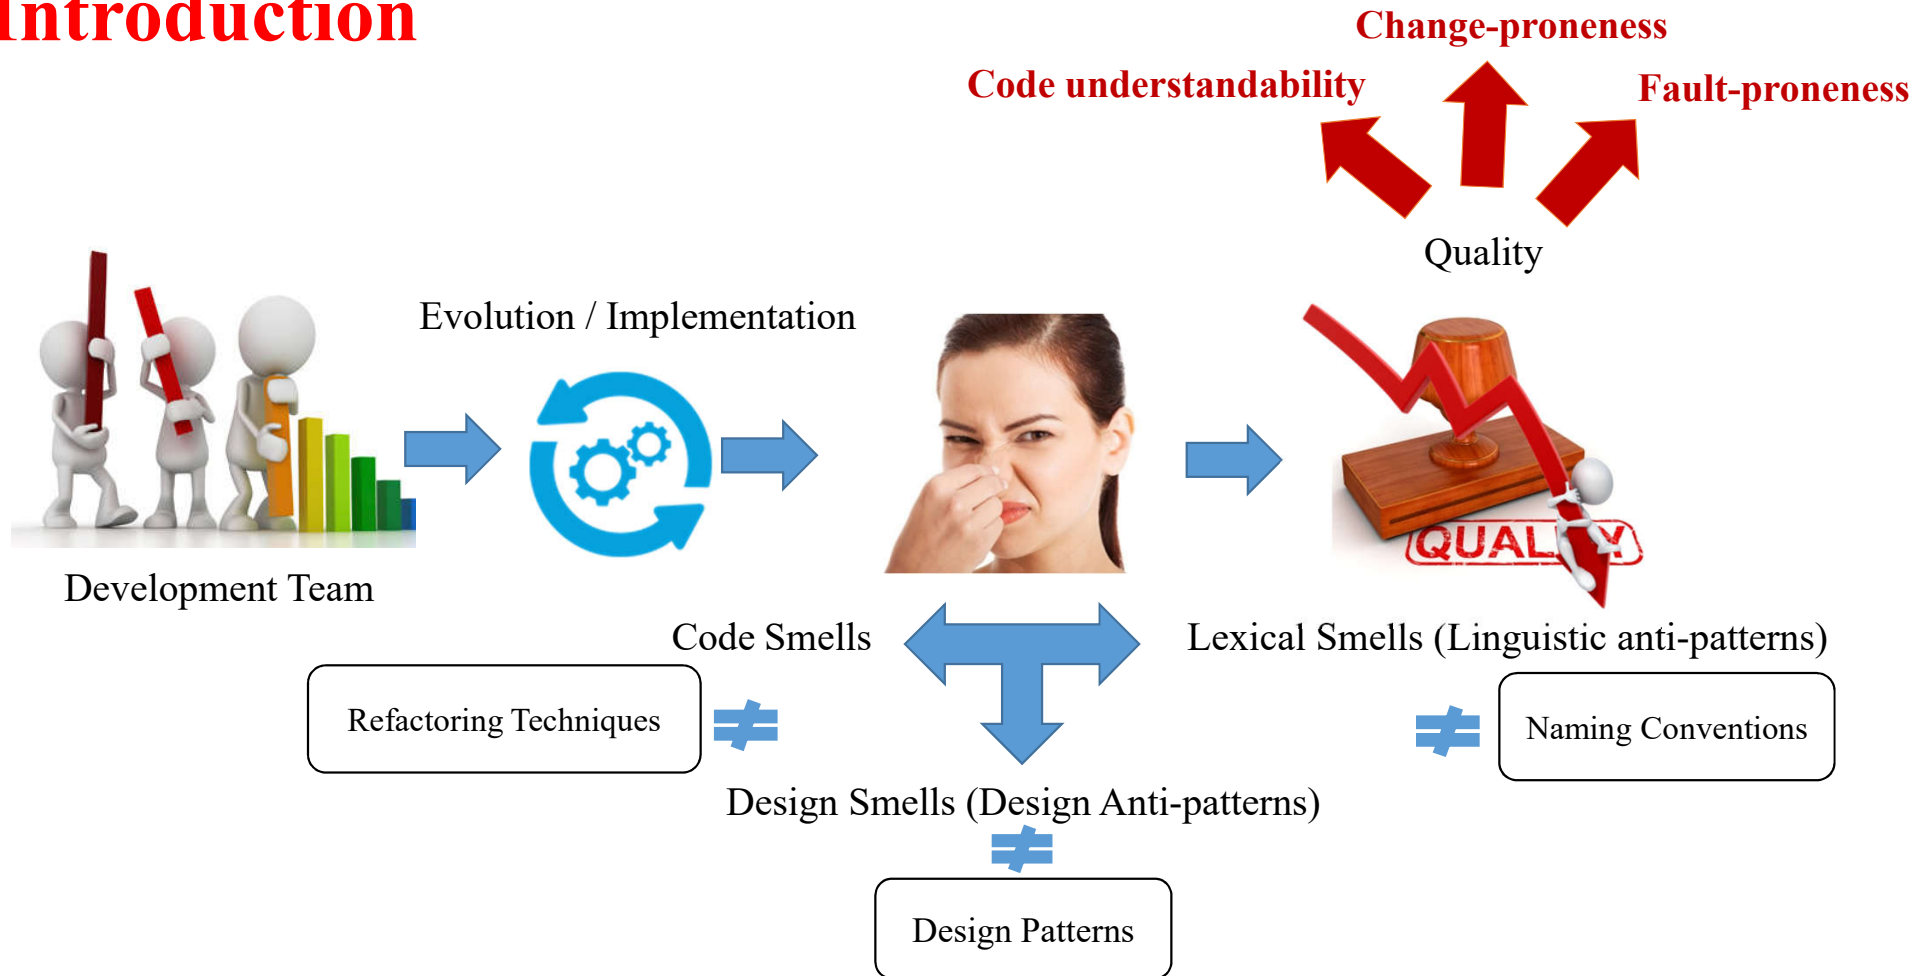 Introduction
Change-proneness
Code understandability
Fault-proneness
Quality
Evolution / Implementation
QUALITY
Development Team
Code Smells
Lexical Smells (Linguistic anti-patterns)
Refactoring Techniques
Naming Conventions
Design Smells (Design Anti-patterns)
Design Patterns